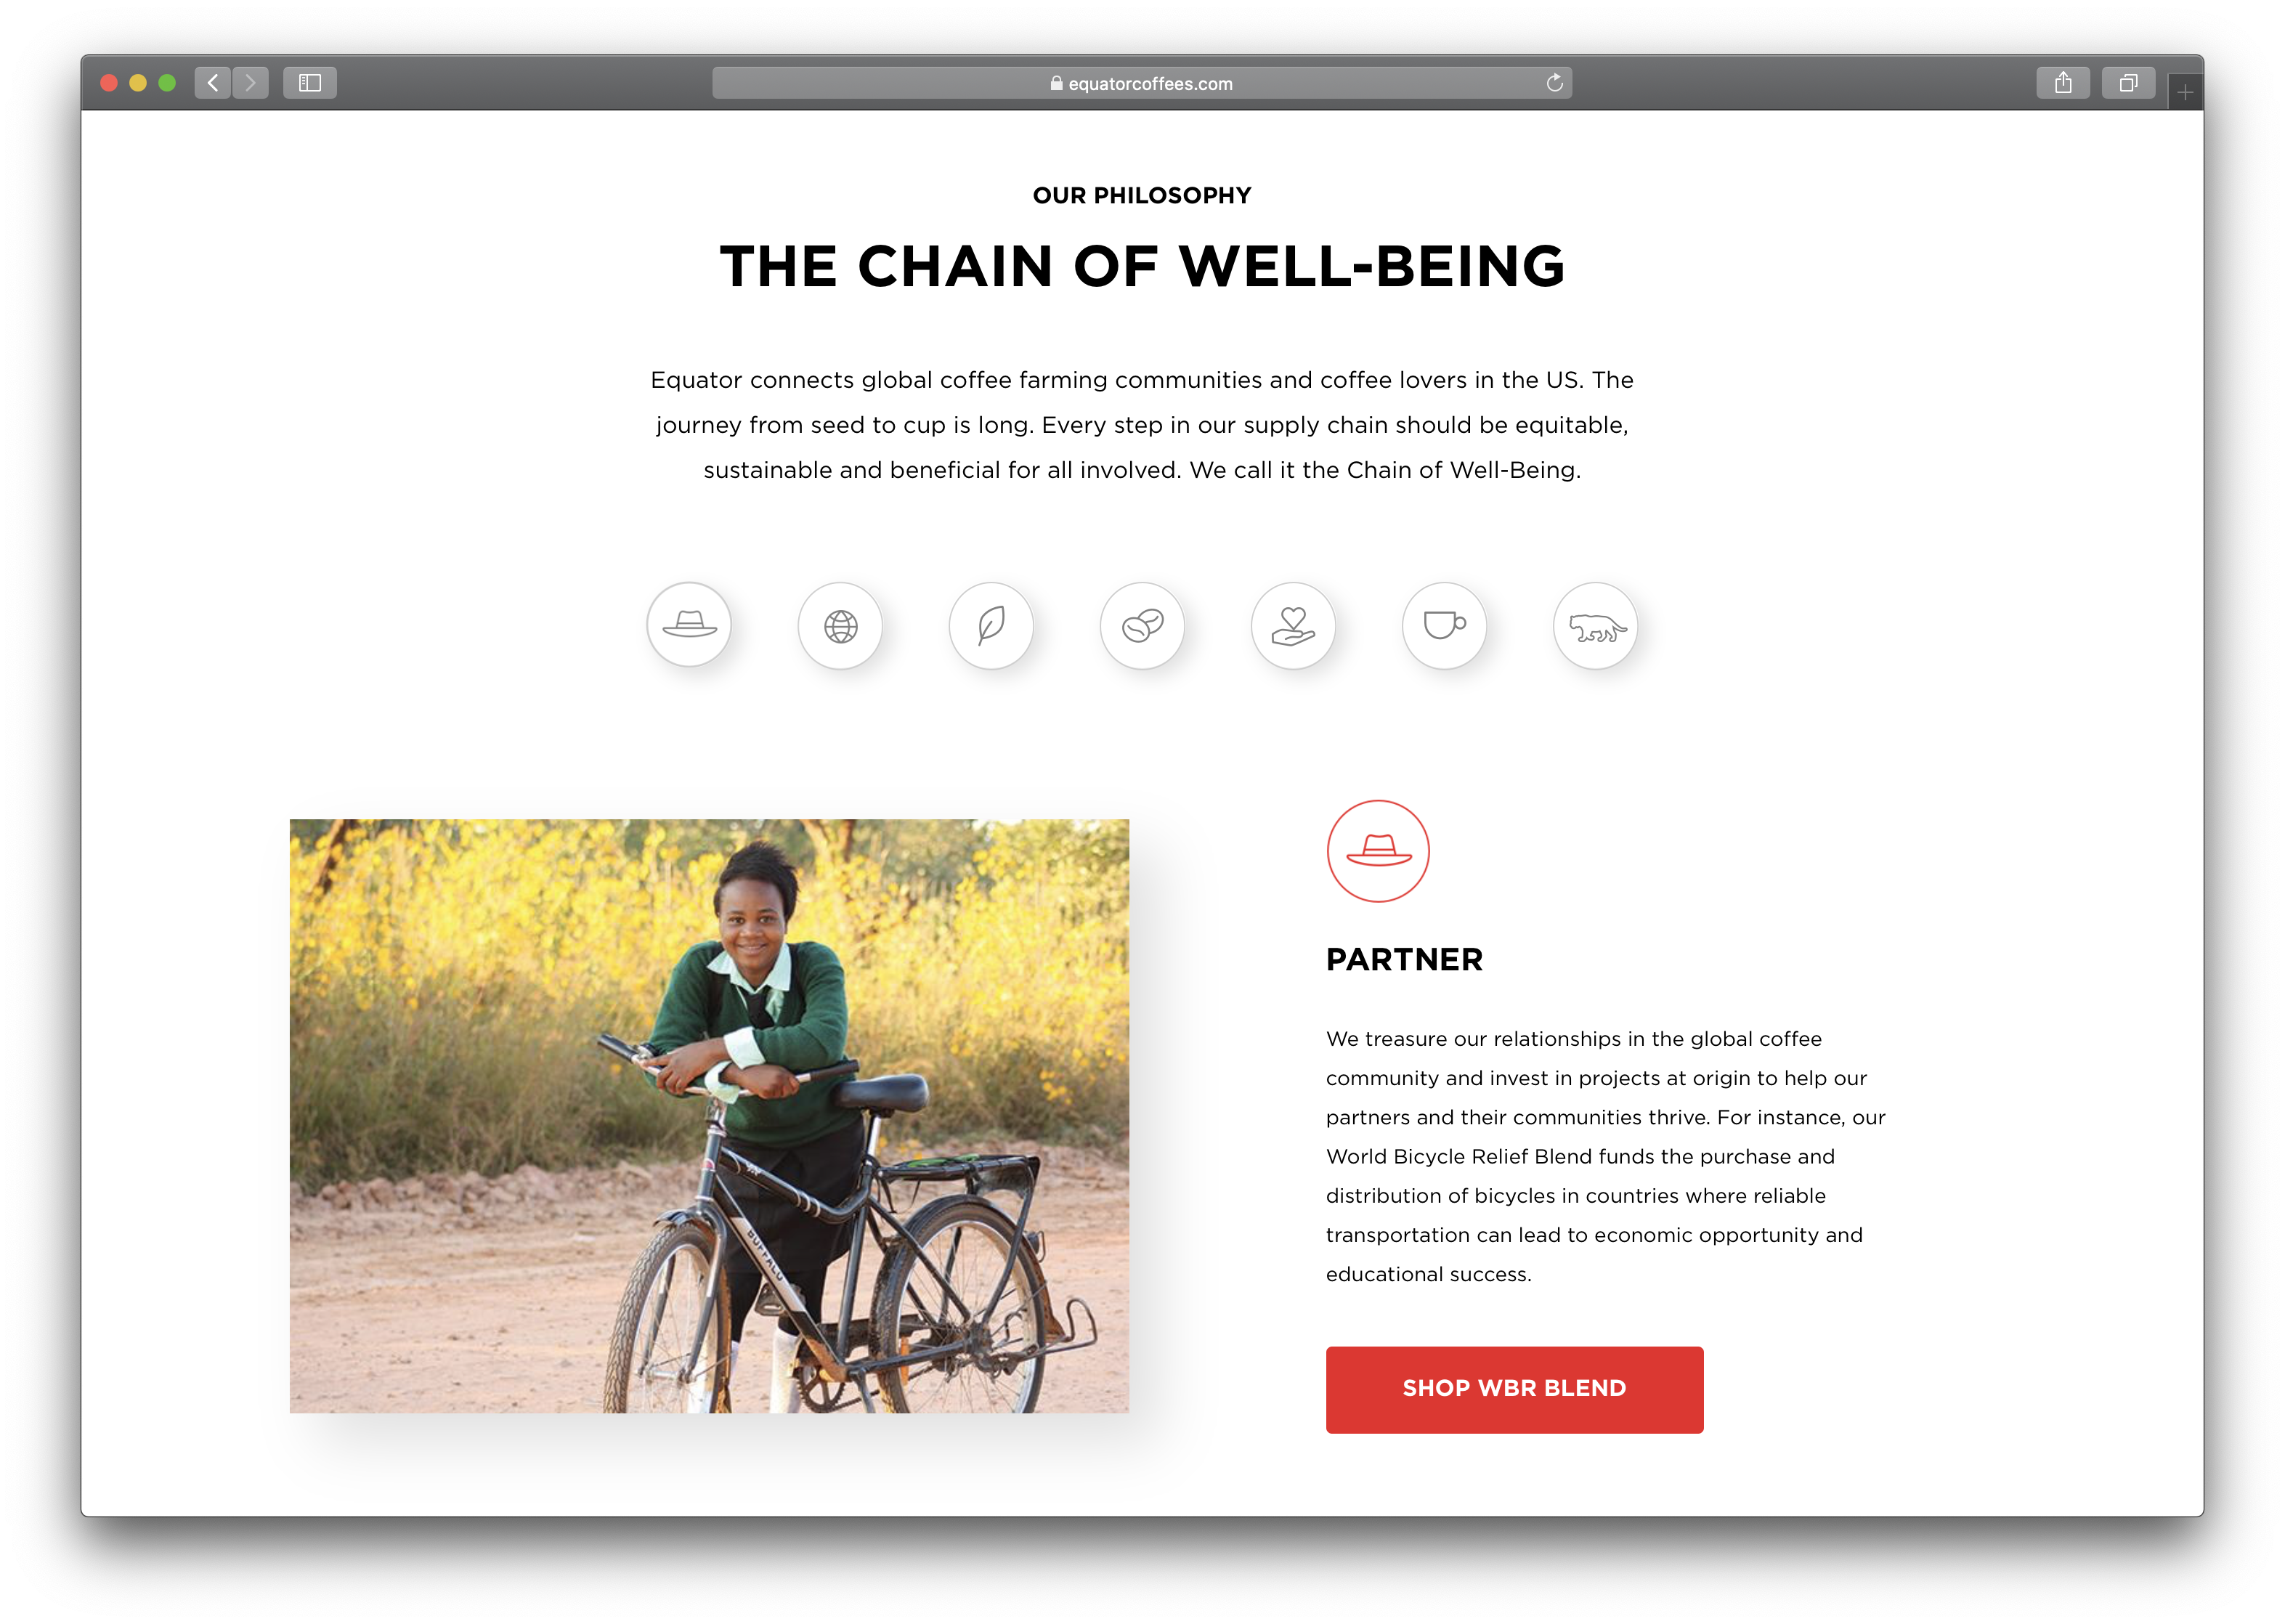 equatorcoffees.com
OUR PHILOSOPHY
THE CHAIN OF WELL-BEING
Equator connects global coffee farming communities and coffee lovers in the US. The
journey from seed to cup is long. Every step in our supply chain should be equitable,
sustainable and beneficial for all involved. We call it the Chain of Well-Being.
BUFFALO
PARTNER
We treasure our relationships in the global coffee
community and invest in projects at origin to help our
partners and their communities thrive. For instance, our
World Bicycle Relief Blend funds the purchase and
distribution of bicycles in countries where reliable
transportation can lead to economic opportunity and
educational success.
SHOP WBR BLEND